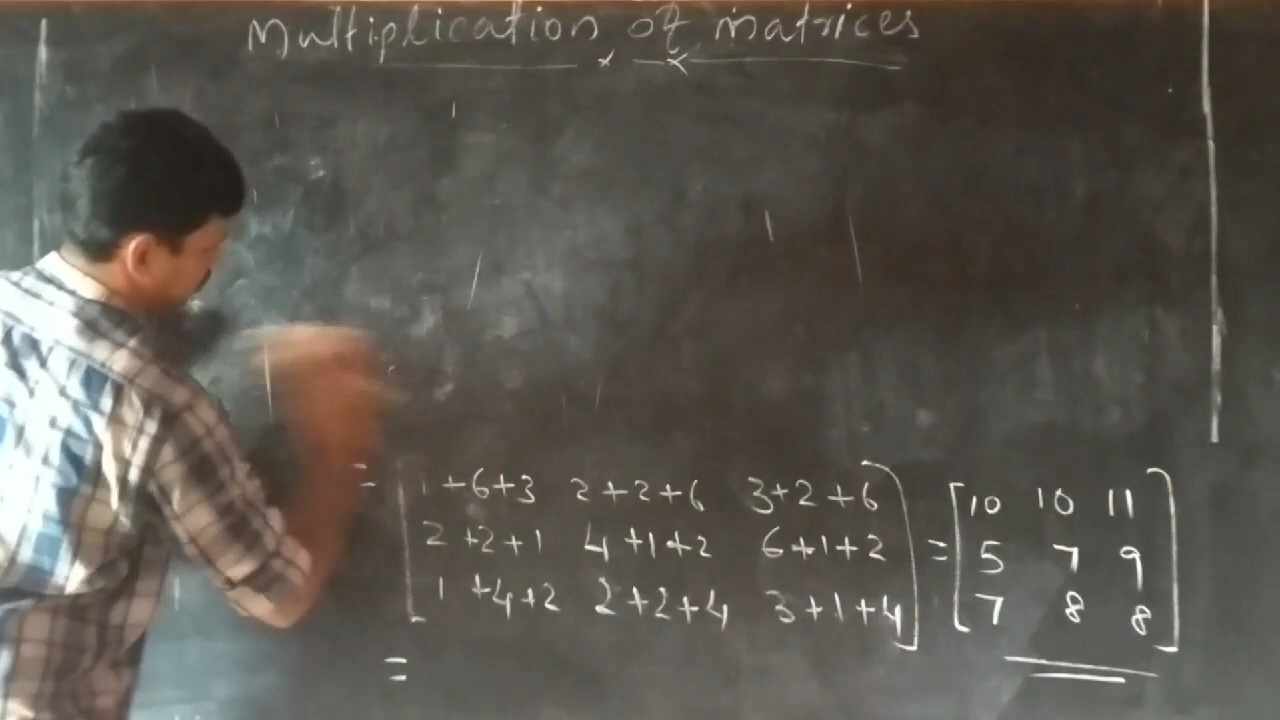 Multiplication of matrices
= [1+6+3 2+2+6 3+2+6] = [10 10 11]
[2+2+1 4+1+2 6+1+2] [5 7 9]
[1+4+2 2+2+4 3+1+4] [7 8 8]
=